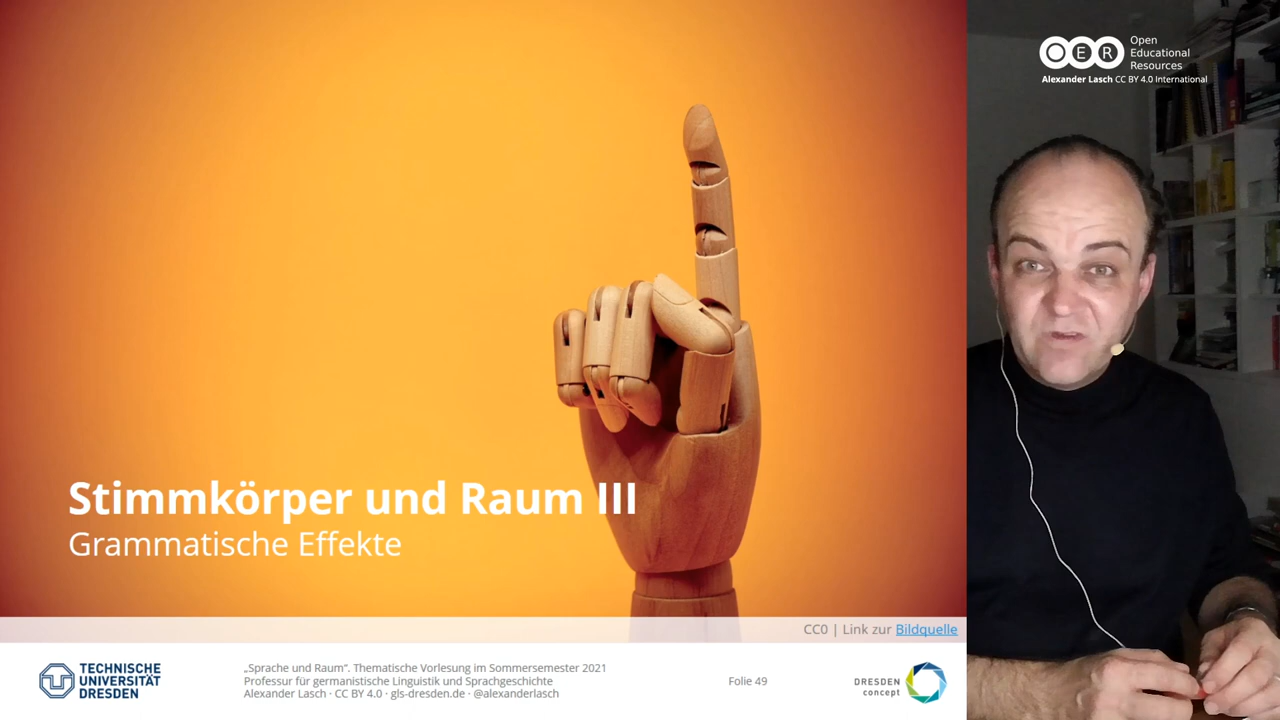 OER
Open
Educational
Resources
Alexander Lasch CC BY 4.0 International
Stimmkörper und Raum III
Grammatische Effekte
CC0 | Link zur Bildquelle
TECHNISCHE
UNIVERSITÄT
DRESDEN
„Sprache und Raum“. Thematische Vorlesung im Sommersemester 2021
Professur für germanistische Linguistik und Sprachgeschichte
Alexander Lasch · CC BY 4.0 · gls-dresden.de · @alexanderlasch
Folie 49
DRESDEN
concept